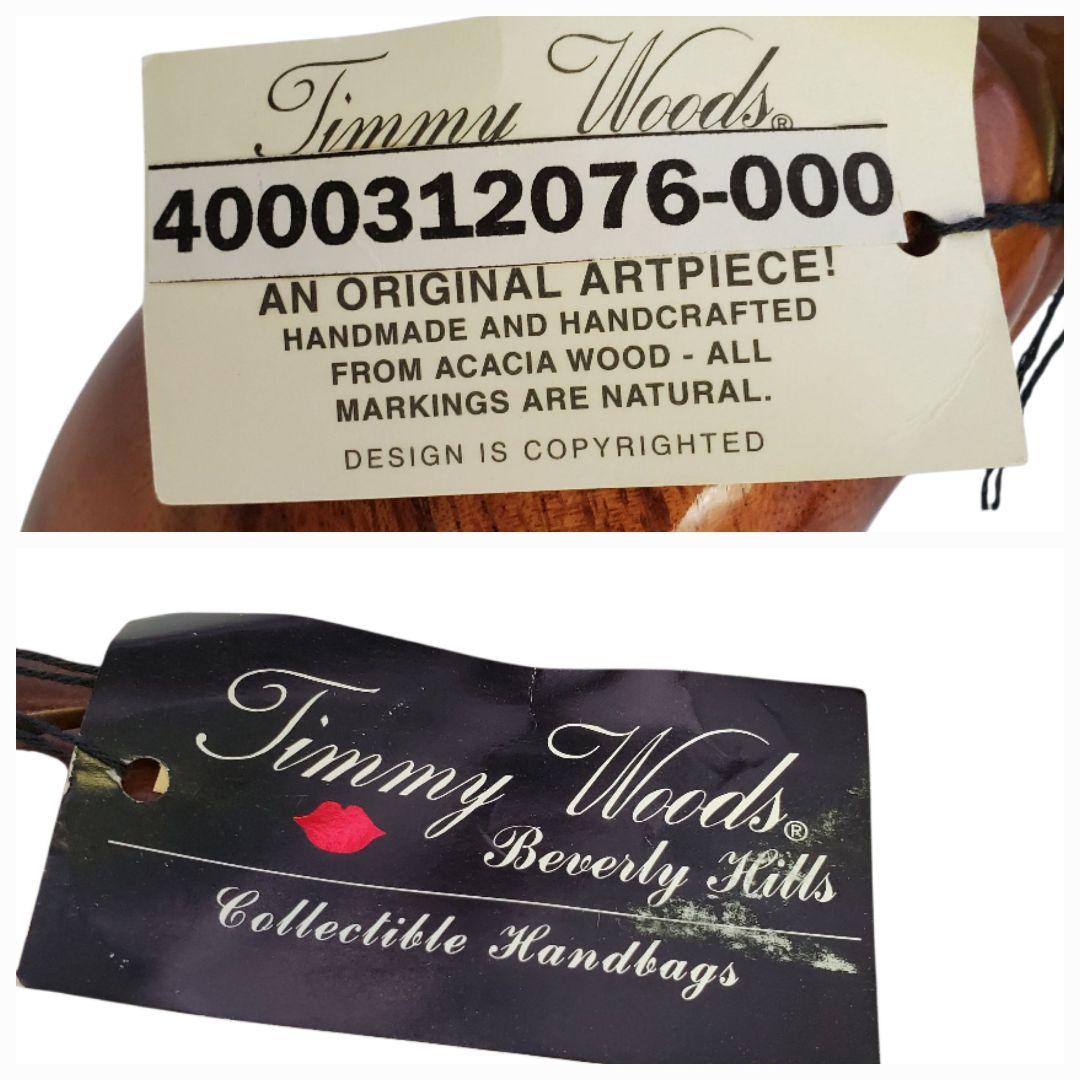 Timmy Woods®
4000312076-000
AN ORIGINAL ARTPIECE!
HANDMADE AND HANDCRAFTED
FROM ACACIA WOOD - ALL
MARKINGS ARE NATURAL.
DESIGN IS COPYRIGHTED
Timmy Woods®
Beverly Hills
Collectible Handbags